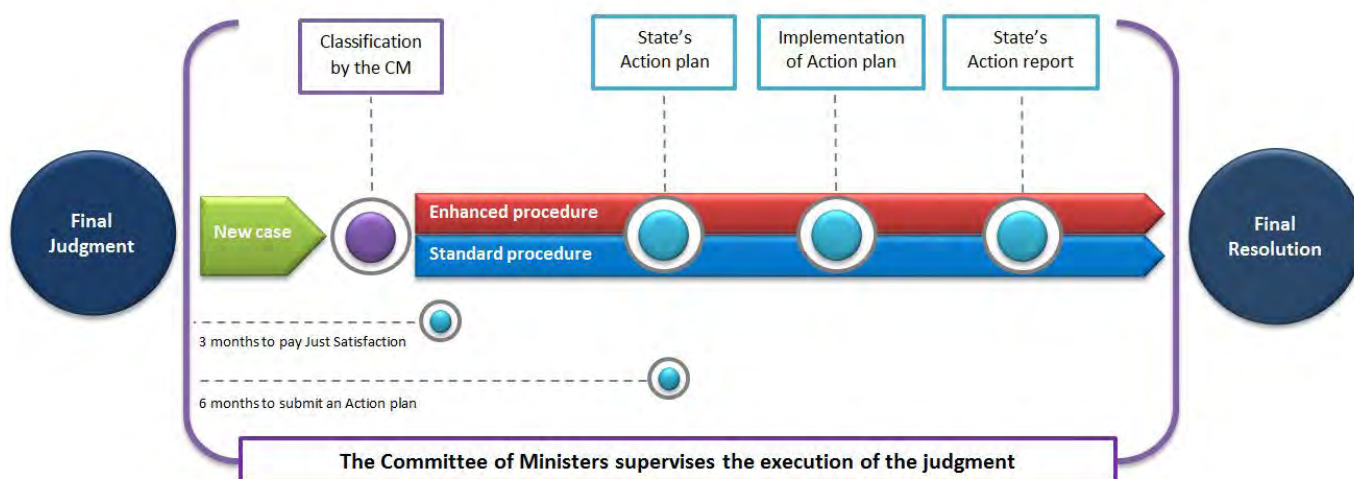 Classification
by the CM
State's
Action plan
Implementation
of Action plan
State's
Action report
Final
Judgment
New case
Enhanced procedure
Standard procedure
Final
Resolution
3 months to pay Just Satisfaction
6 months to submit an Action plan
The Committee of Ministers supervises the execution of the judgment